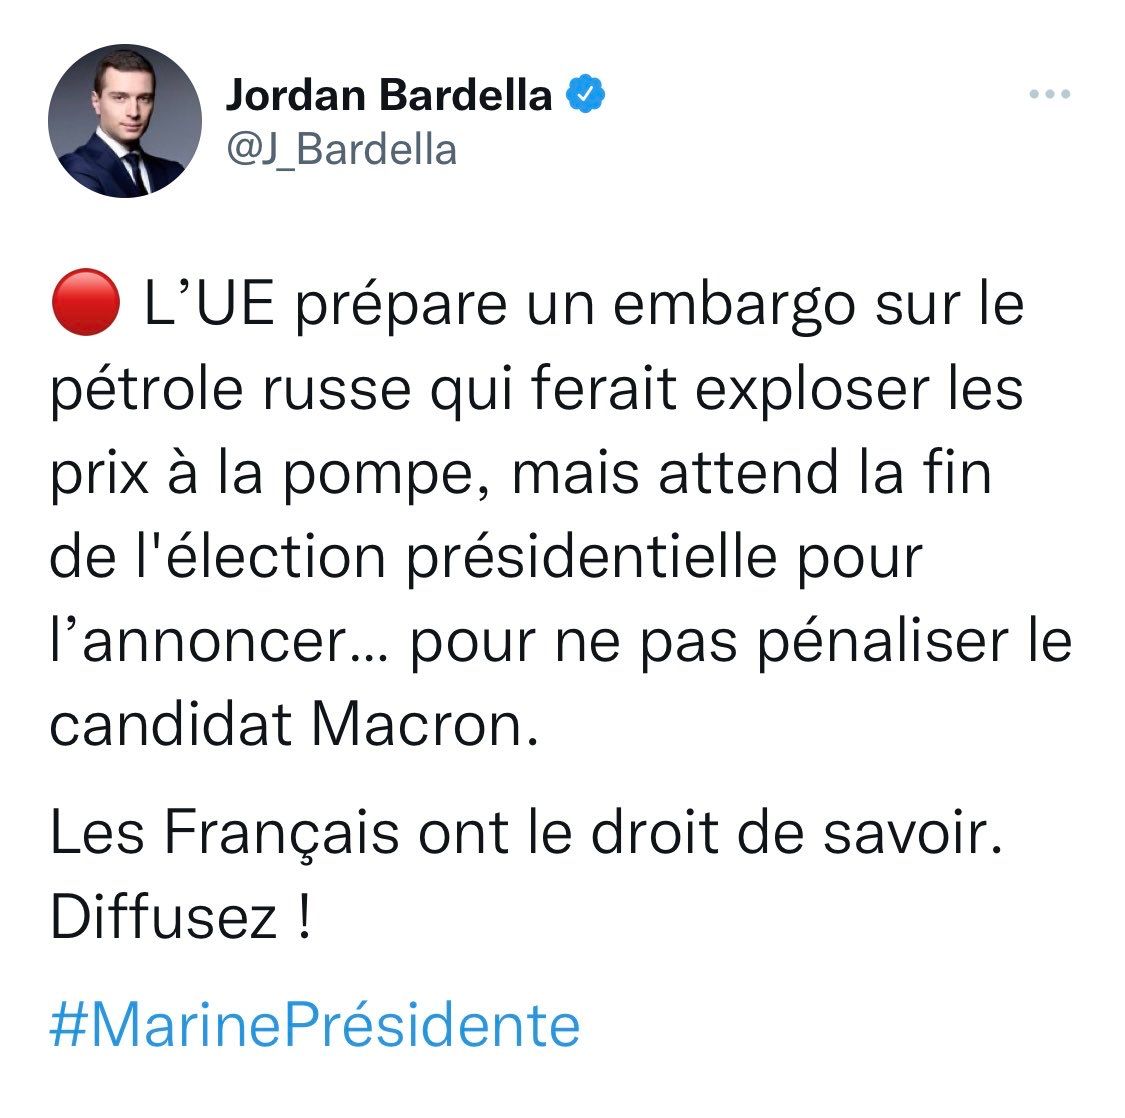 Jordan Bardella
@J_Bardella
🔴 L’UE prépare un embargo sur le
pétrole russe qui ferait exploser les
prix à la pompe, mais attend la fin
de l'élection présidentielle pour
l’annoncer… pour ne pas pénaliser le
candidat Macron.
Les Français ont le droit de savoir.
Diffusez !
#MarinePrésidente